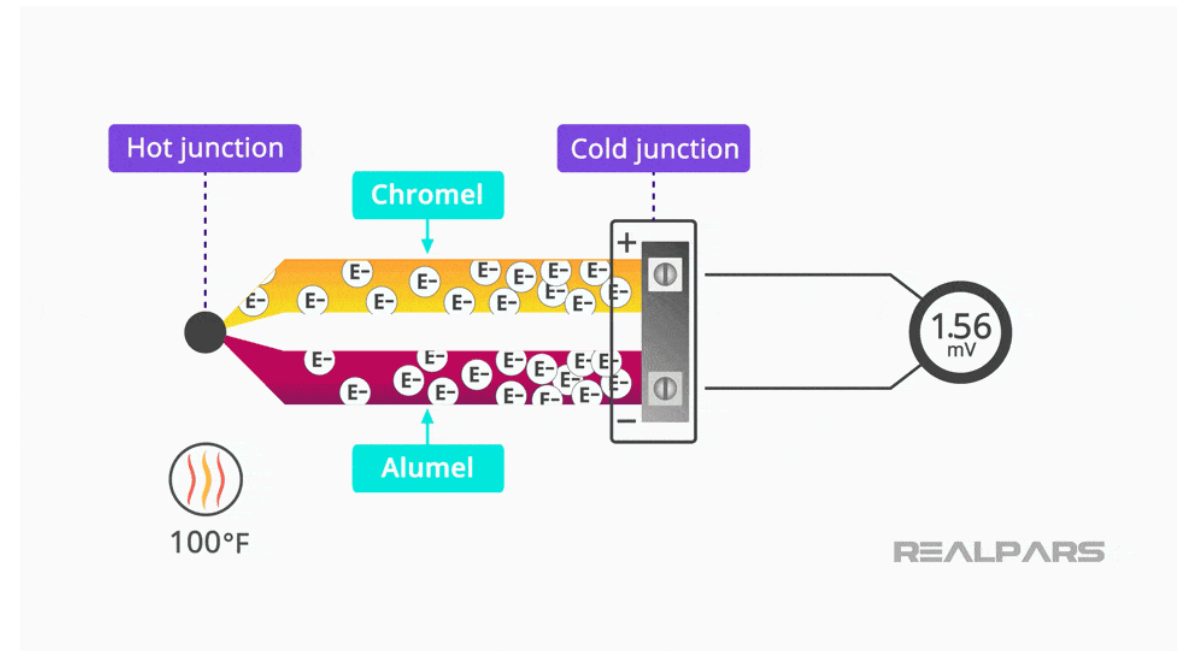 Hot junction
Cold junction
Chromel
+
E- E- E- E- E- E- E-
E- E- E- E- E- E- E- E-
1.56
mV
E- E- E- E- E- E-
E- E- E- E- E-
E- E- E- E- E-
−
Alumel
100°F
REALPARS